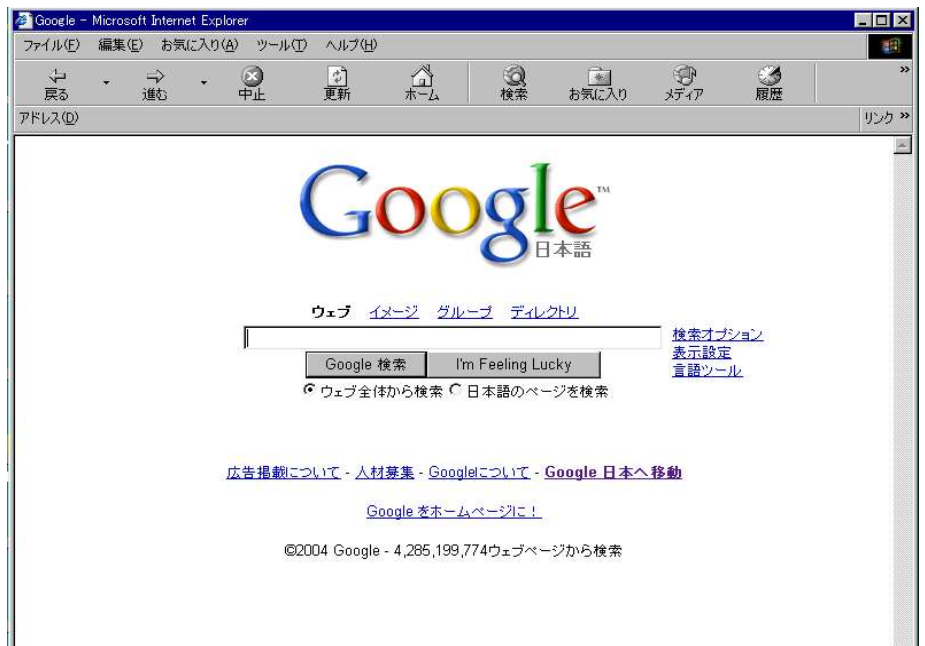 Google - Microsoft Internet Explorer
ファイル(F) 編集(E) お気に入り(A) ツール(T) ヘルプ(H)
戻る 進む 中止 更新 ホーム 検索 お気に入り メディア 履歴 »
アドレス(D) リンク »
Google™
日本語
ウェブ イメージ グループ ディレクトリ
検索オプション
表示設定
言語ツール
Google 検索 I'm Feeling Lucky
ウェブ全体から検索 日本語のページを検索
広告掲載について - 人材募集 - Googleについて - Google 日本へ移動
Google をホームページに!
©2004 Google - 4,285,199,774ウェブページから検索